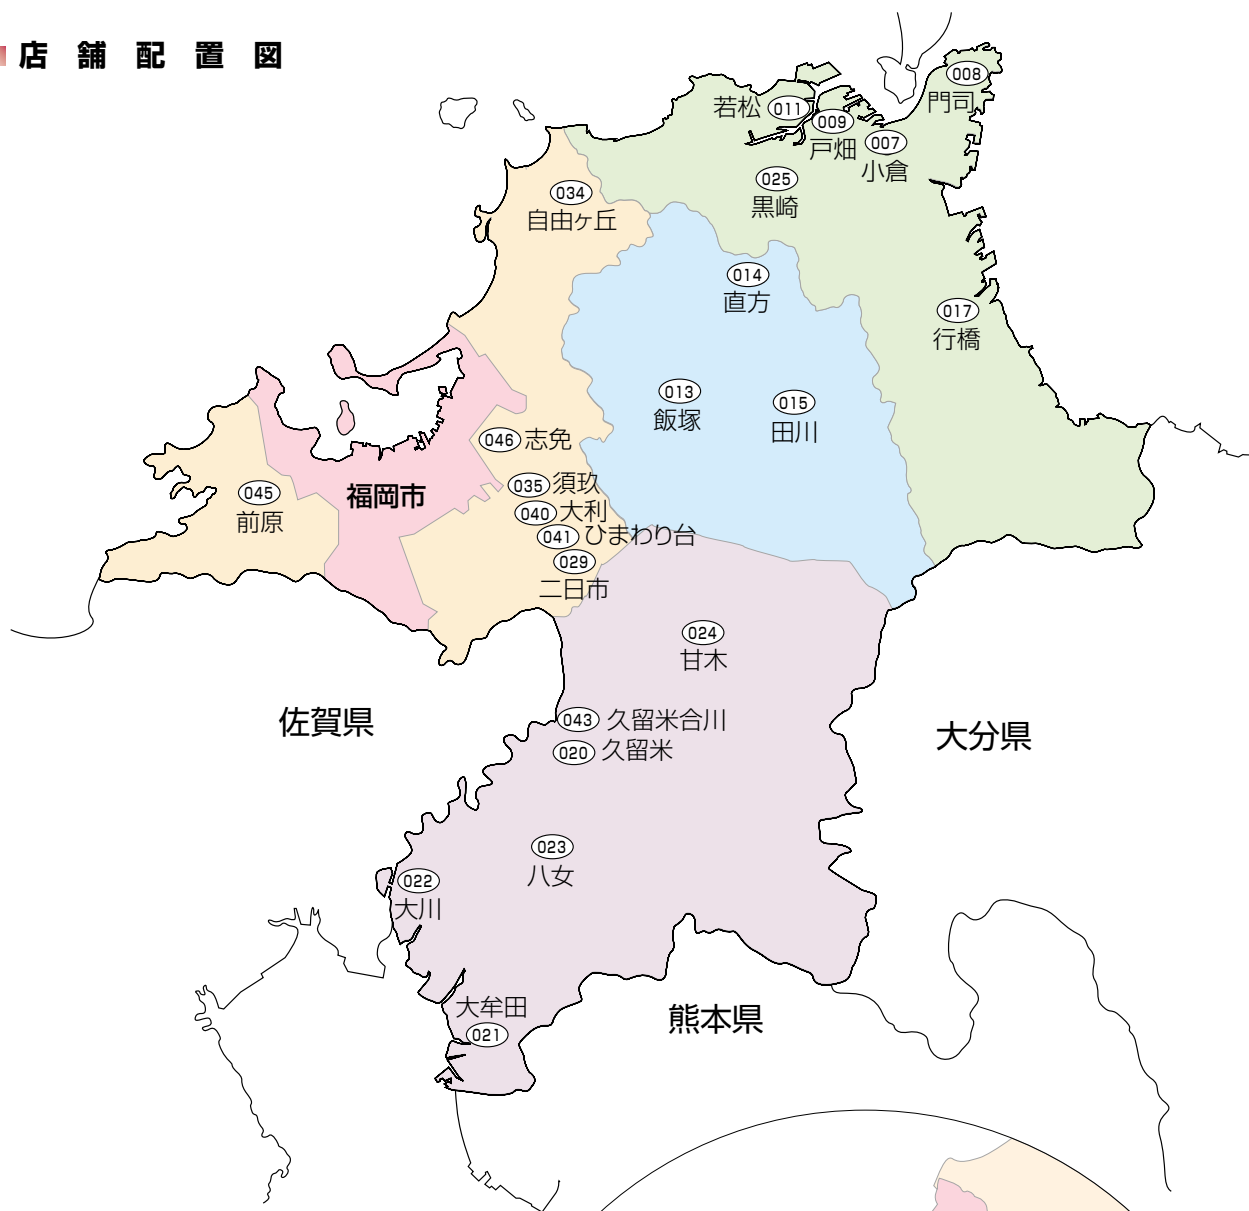 店舗配置図
008
門司
若松 011
009
戸畑
007
小倉
025
黒崎
034
自由ヶ丘
014
直方
017
行橋
013
飯塚
015
田川
046 志免
035 須玖
040 大利
041 ひまわり台
029
二日市
045
前原
福岡市
024
甘木
佐賀県
043 久留米合川
020 久留米
大分県
023
八女
022
大川
大牟田
021
熊本県